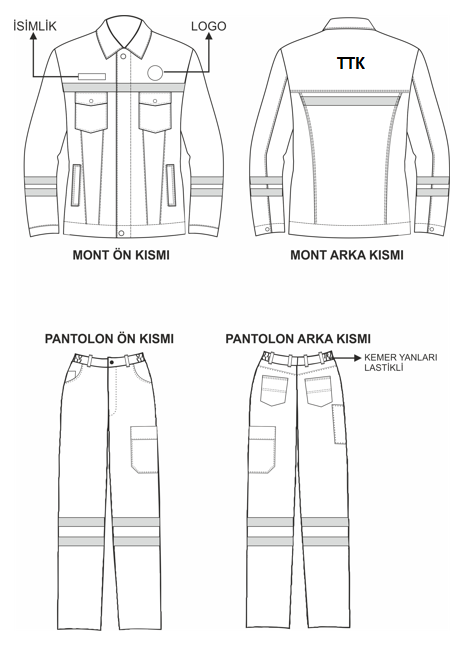 İSİMLİK
LOGO
TTK
MONT ÖN KISMI
MONT ARKA KISMI
PANTOLON ÖN KISMI
PANTOLON ARKA KISMI
KEMER YANLARI
LASTİKLİ